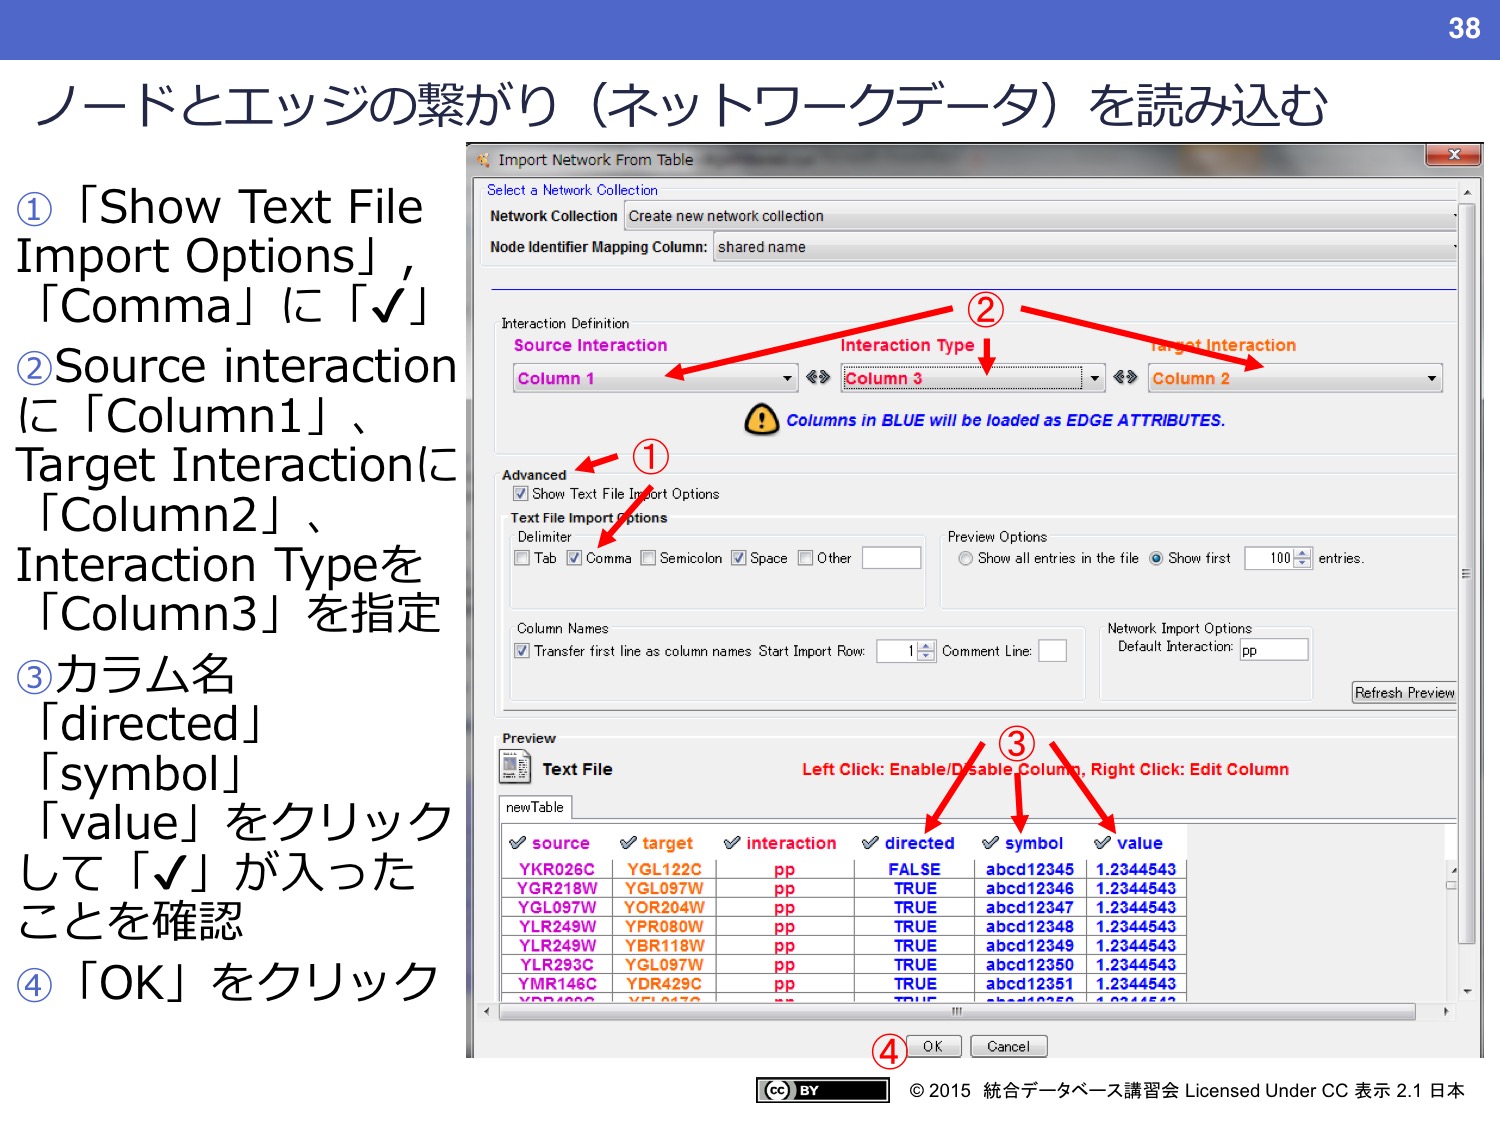 38
ノードとエッジの繋がり（ネットワークデータ）を読み込む
①「Show Text File
Import Options」,
「Comma」に「✔」
②Source interaction
に「Column1」、
Target Interactionに
「Column2」、
Interaction Typeを
「Column3」を指定
③カラム名
「directed」
「symbol」
「value」をクリック
して「✔」が入った
ことを確認
④「OK」をクリック
Import Network From Table
Select a Network Collection
Network Collection Create new network collection
Node Identifier Mapping Column: shared name
②
Interaction Definition
Source Interaction Interaction Type Target Interaction
Column 1 Column 3 Column 2
Columns in BLUE will be loaded as EDGE ATTRIBUTES.
①
Advanced
Show Text File Import Options
Text File Import Options
Delimiter Preview Options
Tab Comma Semicolon Space Other Show all entries in the file Show first 100 entries.
Column Names Network Import Options
Transfer first line as column names Start Import Row: 1 Comment Line: Default Interaction: pp
Refresh Preview
Preview
③
Text File Left Click: Enable/Disable Column, Right Click: Edit Column
newTable
source target interaction directed symbol value
YKR026C YGL122C pp FALSE abcd12345 1.2344543
YGR218W YGL097W pp TRUE abcd12346 1.2344543
YGL097W YOR204W pp TRUE abcd12347 1.2344543
YLR249W YPR080W pp TRUE abcd12348 1.2344543
YLR249W YBR118W pp TRUE abcd12349 1.2344543
YLR293C YGL097W pp TRUE abcd12350 1.2344543
YMR146C YDR429C pp TRUE abcd12351 1.2344543
④ OK Cancel
cc BY © 2015 統合データベース講習会 Licensed Under CC 表示 2.1 日本